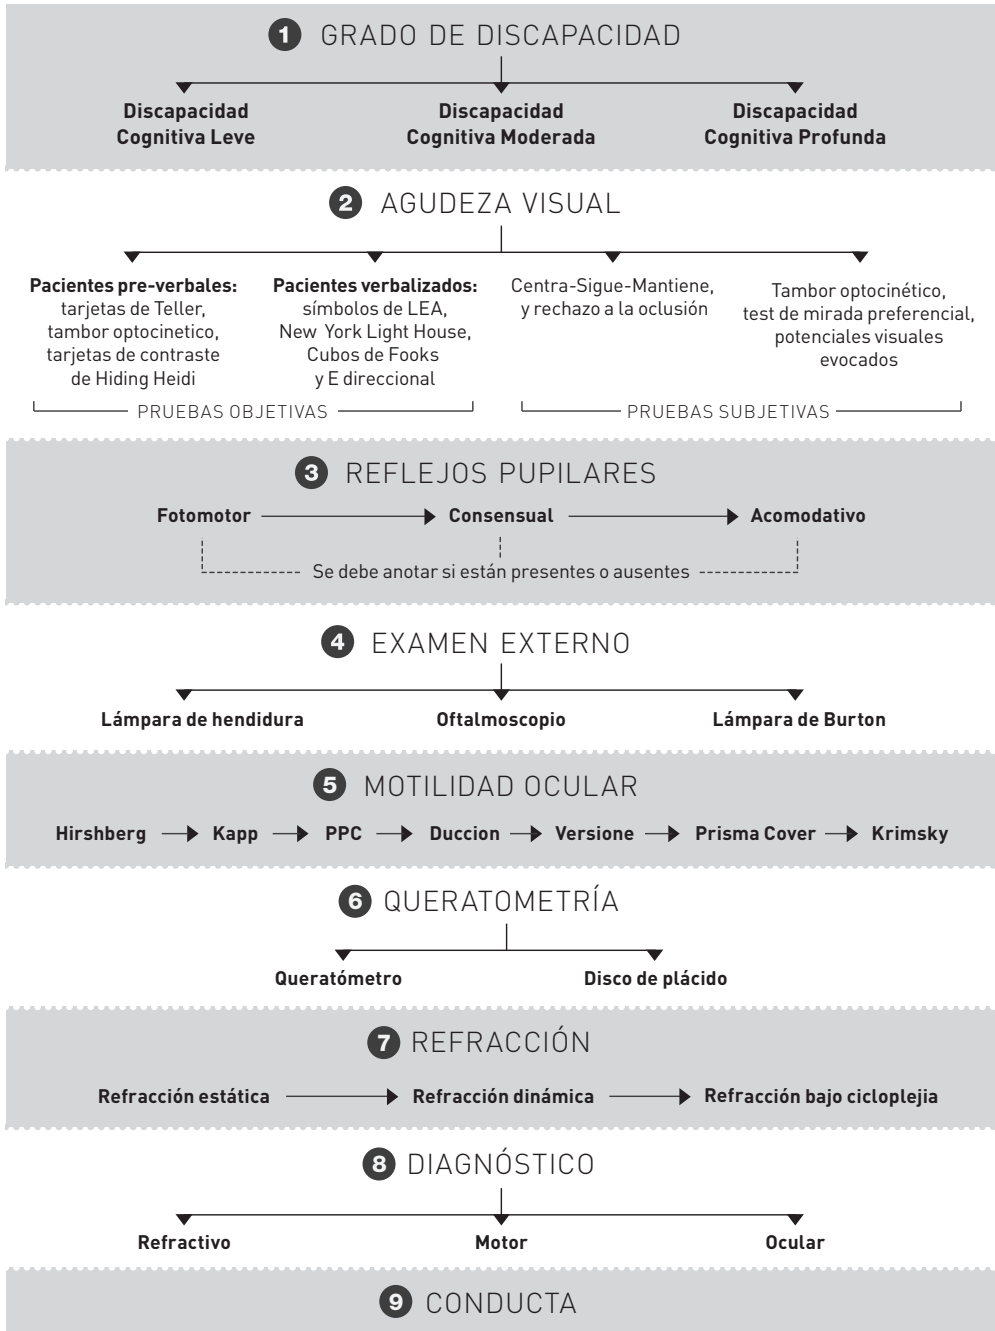 1 GRADO DE DISCAPACIDAD
Discapacidad
Cognitiva Leve
Discapacidad
Cognitiva Moderada
Discapacidad
Cognitiva Profunda
2 AGUDEZA VISUAL
Pacientes pre-verbales:
tarjetas de Teller,
tambor optocinetico,
tarjetas de contraste
de Hiding Heidi
Pacientes verbalizados:
símbolos de LEA,
New York Light House,
Cubos de Fooks
y E direccional
PRUEBAS OBJETIVAS
Centra-Sigue-Mantiene,
y rechazo a la oclusión
Tambor optocinético,
test de mirada preferencial,
potenciales visuales
evocados
PRUEBAS SUBJETIVAS
3 REFLEJOS PUPILARES
Fotomotor Consensual Acomodativo
Se debe anotar si están presentes o ausentes
4 EXAMEN EXTERNO
Lámpara de hendidura Oftalmoscopio Lámpara de Burton
5 MOTILIDAD OCULAR
Hirshberg Kapp PPC Duccion Versione Prisma Cover Krimsky
6 QUERATOMETRÍA
Queratómetro Disco de plácido
7 REFRACCIÓN
Refracción estática Refracción dinámica Refracción bajo cicloplejia
8 DIAGNÓSTICO
Refractivo Motor Ocular
9 CONDUCTA